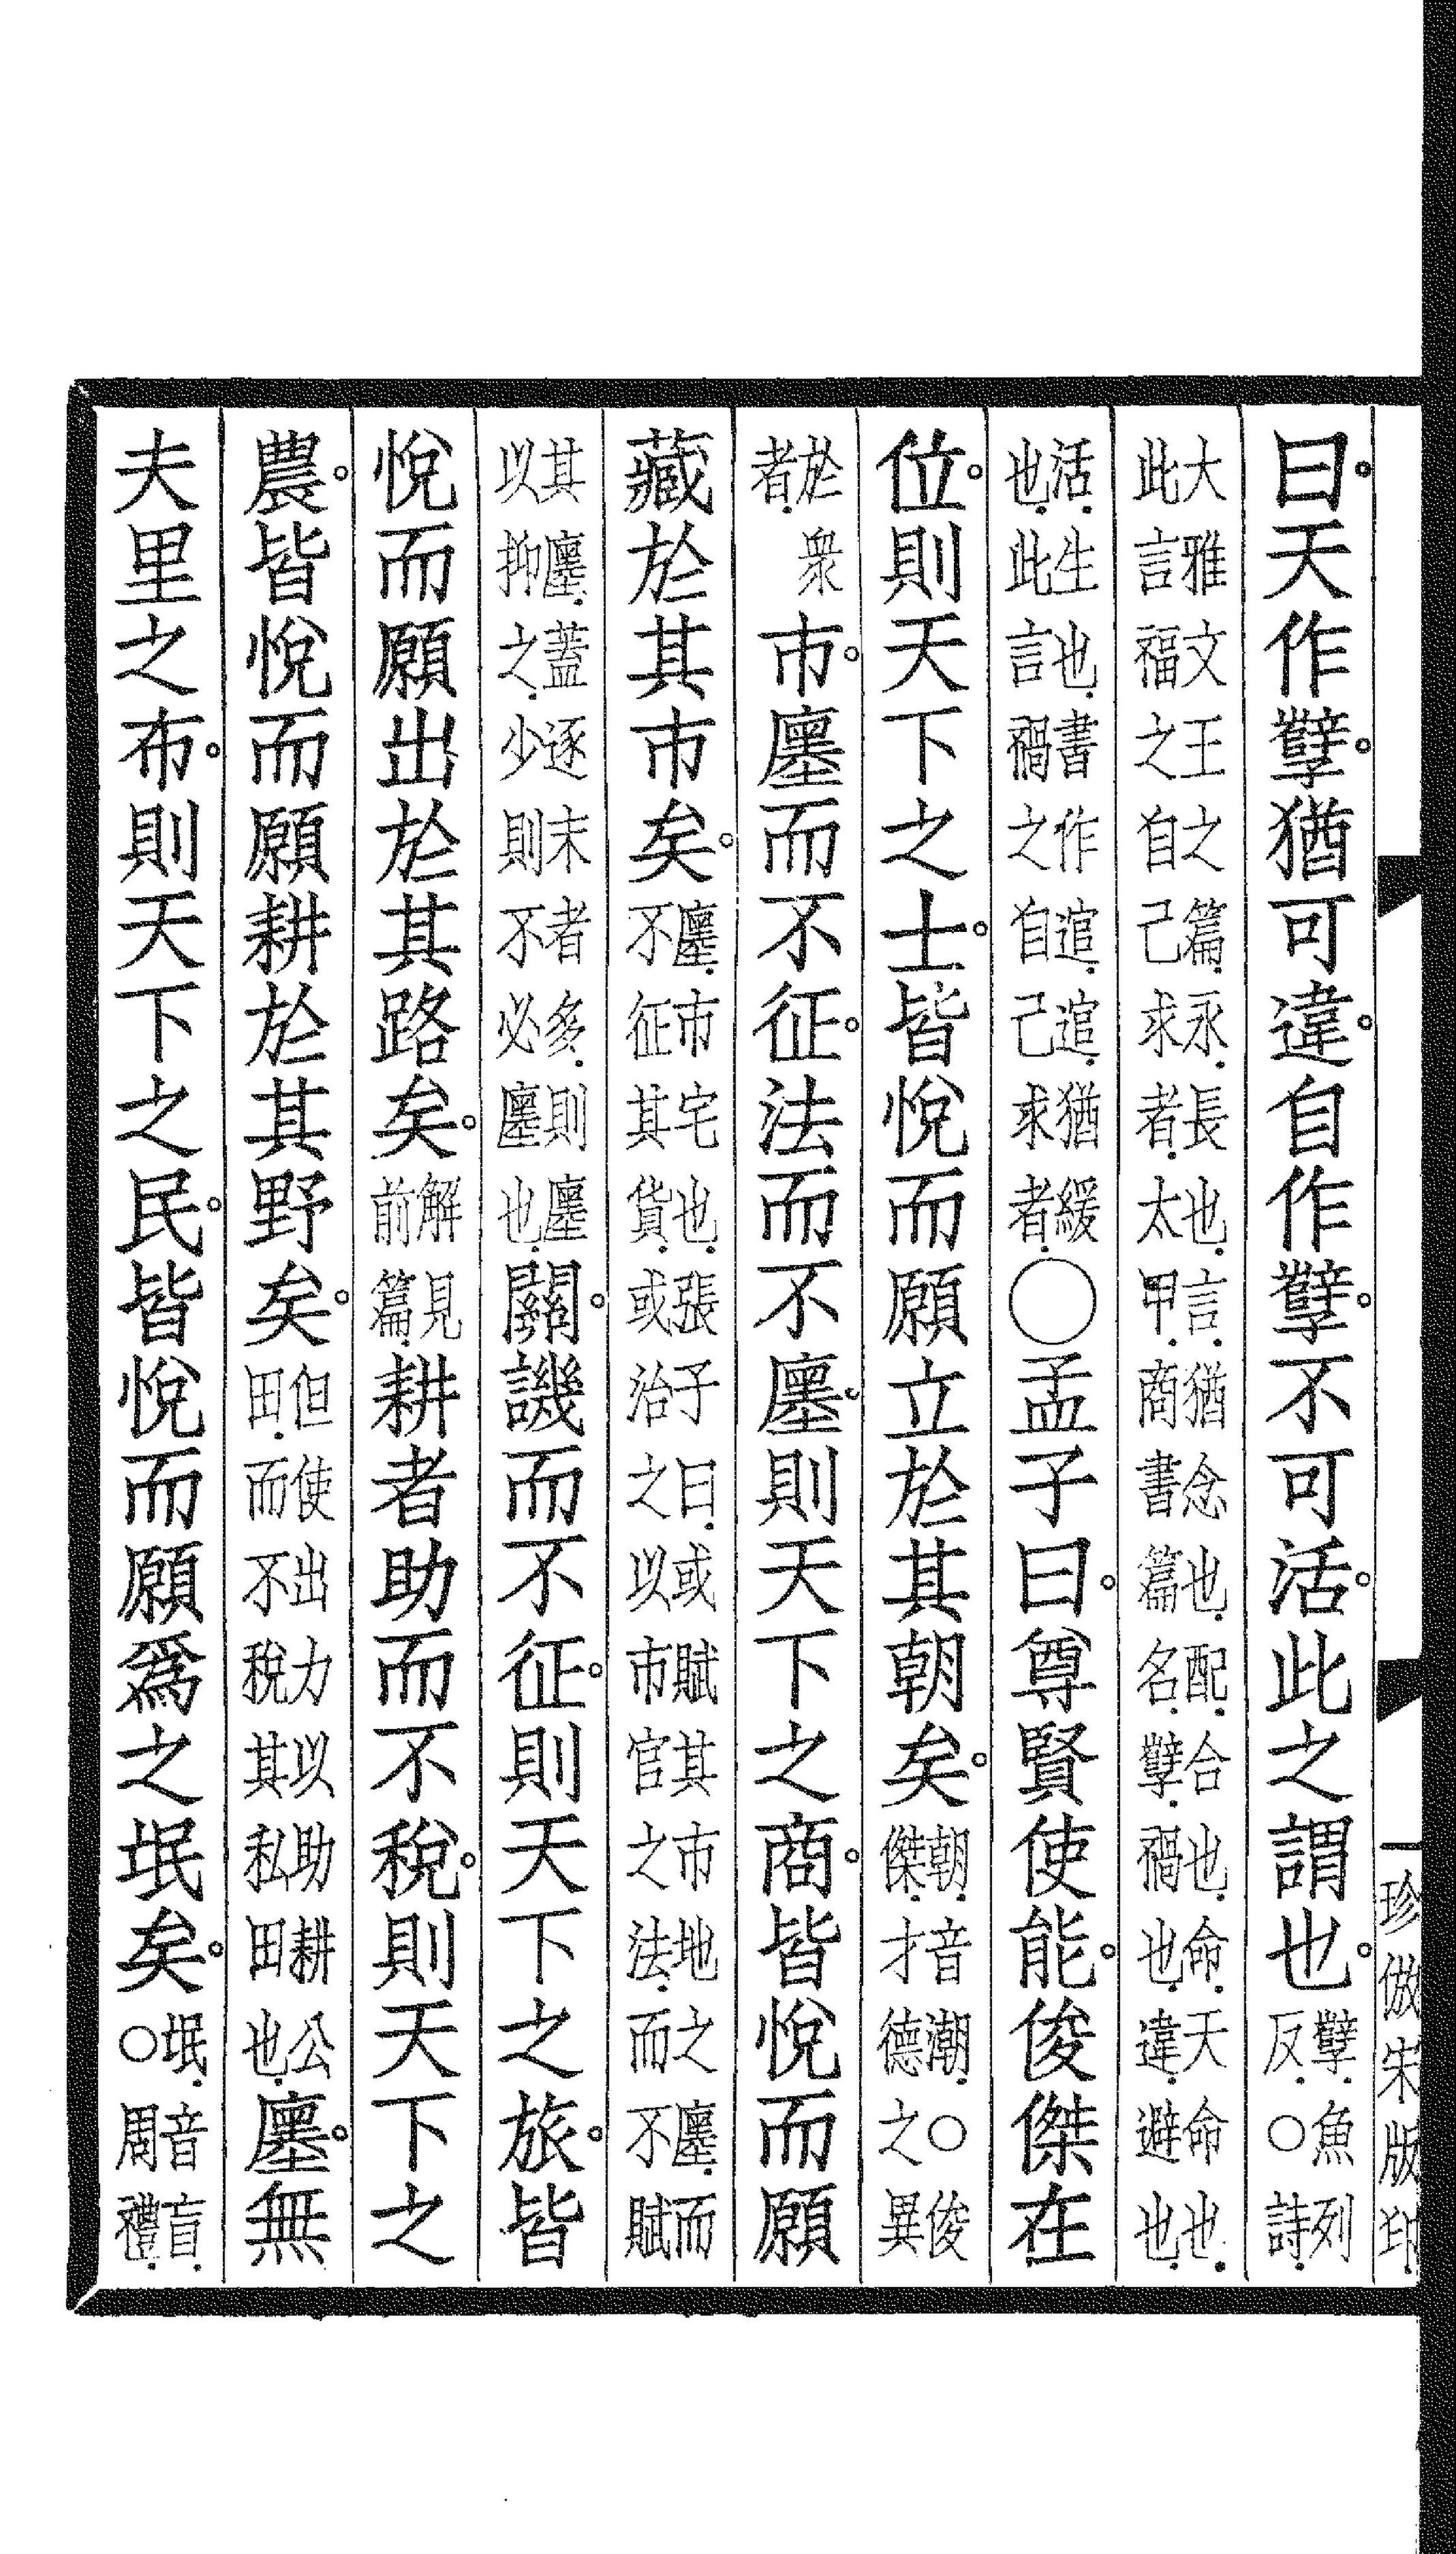 一珍倣宋版印.
曰。天作孽。猶可違。自作孽。不可活。此之謂也。孽.魚列反.○詩.
大雅文王之篇.永.長也.言.猶念也.配.合也.命.天命也.此言福之自己求者.太甲.商書篇名.孽.禍也.違.避也.
活.生也.書作逭.逭.猶緩也.此言禍之自己求者.○孟子曰。尊賢使能。俊傑在
位。則天下之士。皆悅而願立於其朝矣。朝.音潮.○俊傑.才德之異
於衆者.市。廛而不征。法而不廛.則天下之商。皆悅而願
藏於其市矣。廛.市宅也.張子曰.或賦其市地之廛.而不征其貨.或治之以市官之法.而不賦
其廛.蓋逐末者多.則廛以抑之.少則不必廛也.關。譏而不征。則天下之旅。皆
悅而願出於其路矣。解見前篇.耕者助而不稅。則天下之
農。皆悅而願耕於其野矣。但使出力以助耕公田.而不稅其私田也.廛。無
夫里之布。則天下之民。皆悅而願爲之氓矣。氓.音盲.○周禮.